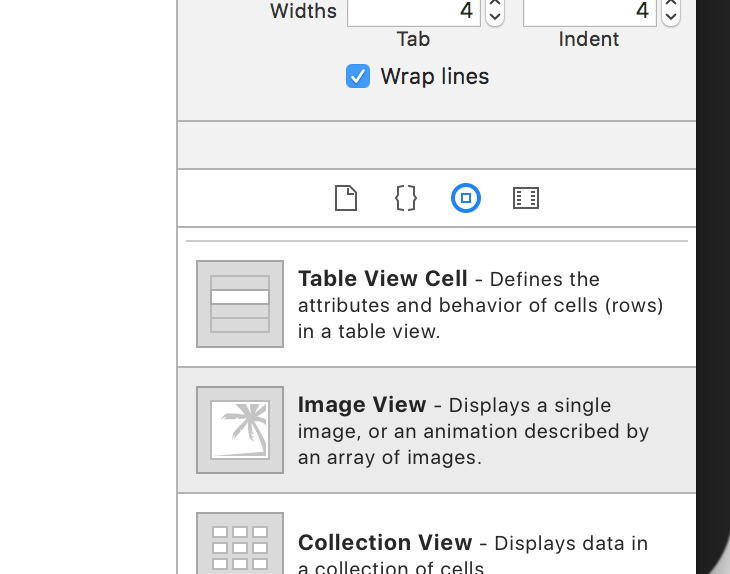 Widths 4 4
Tab Indent
Wrap lines
Table View Cell - Defines the
attributes and behavior of cells (rows)
in a table view.
Image View - Displays a single
image, or an animation described by
an array of images.
Collection View - Displays data in
a collection of cells